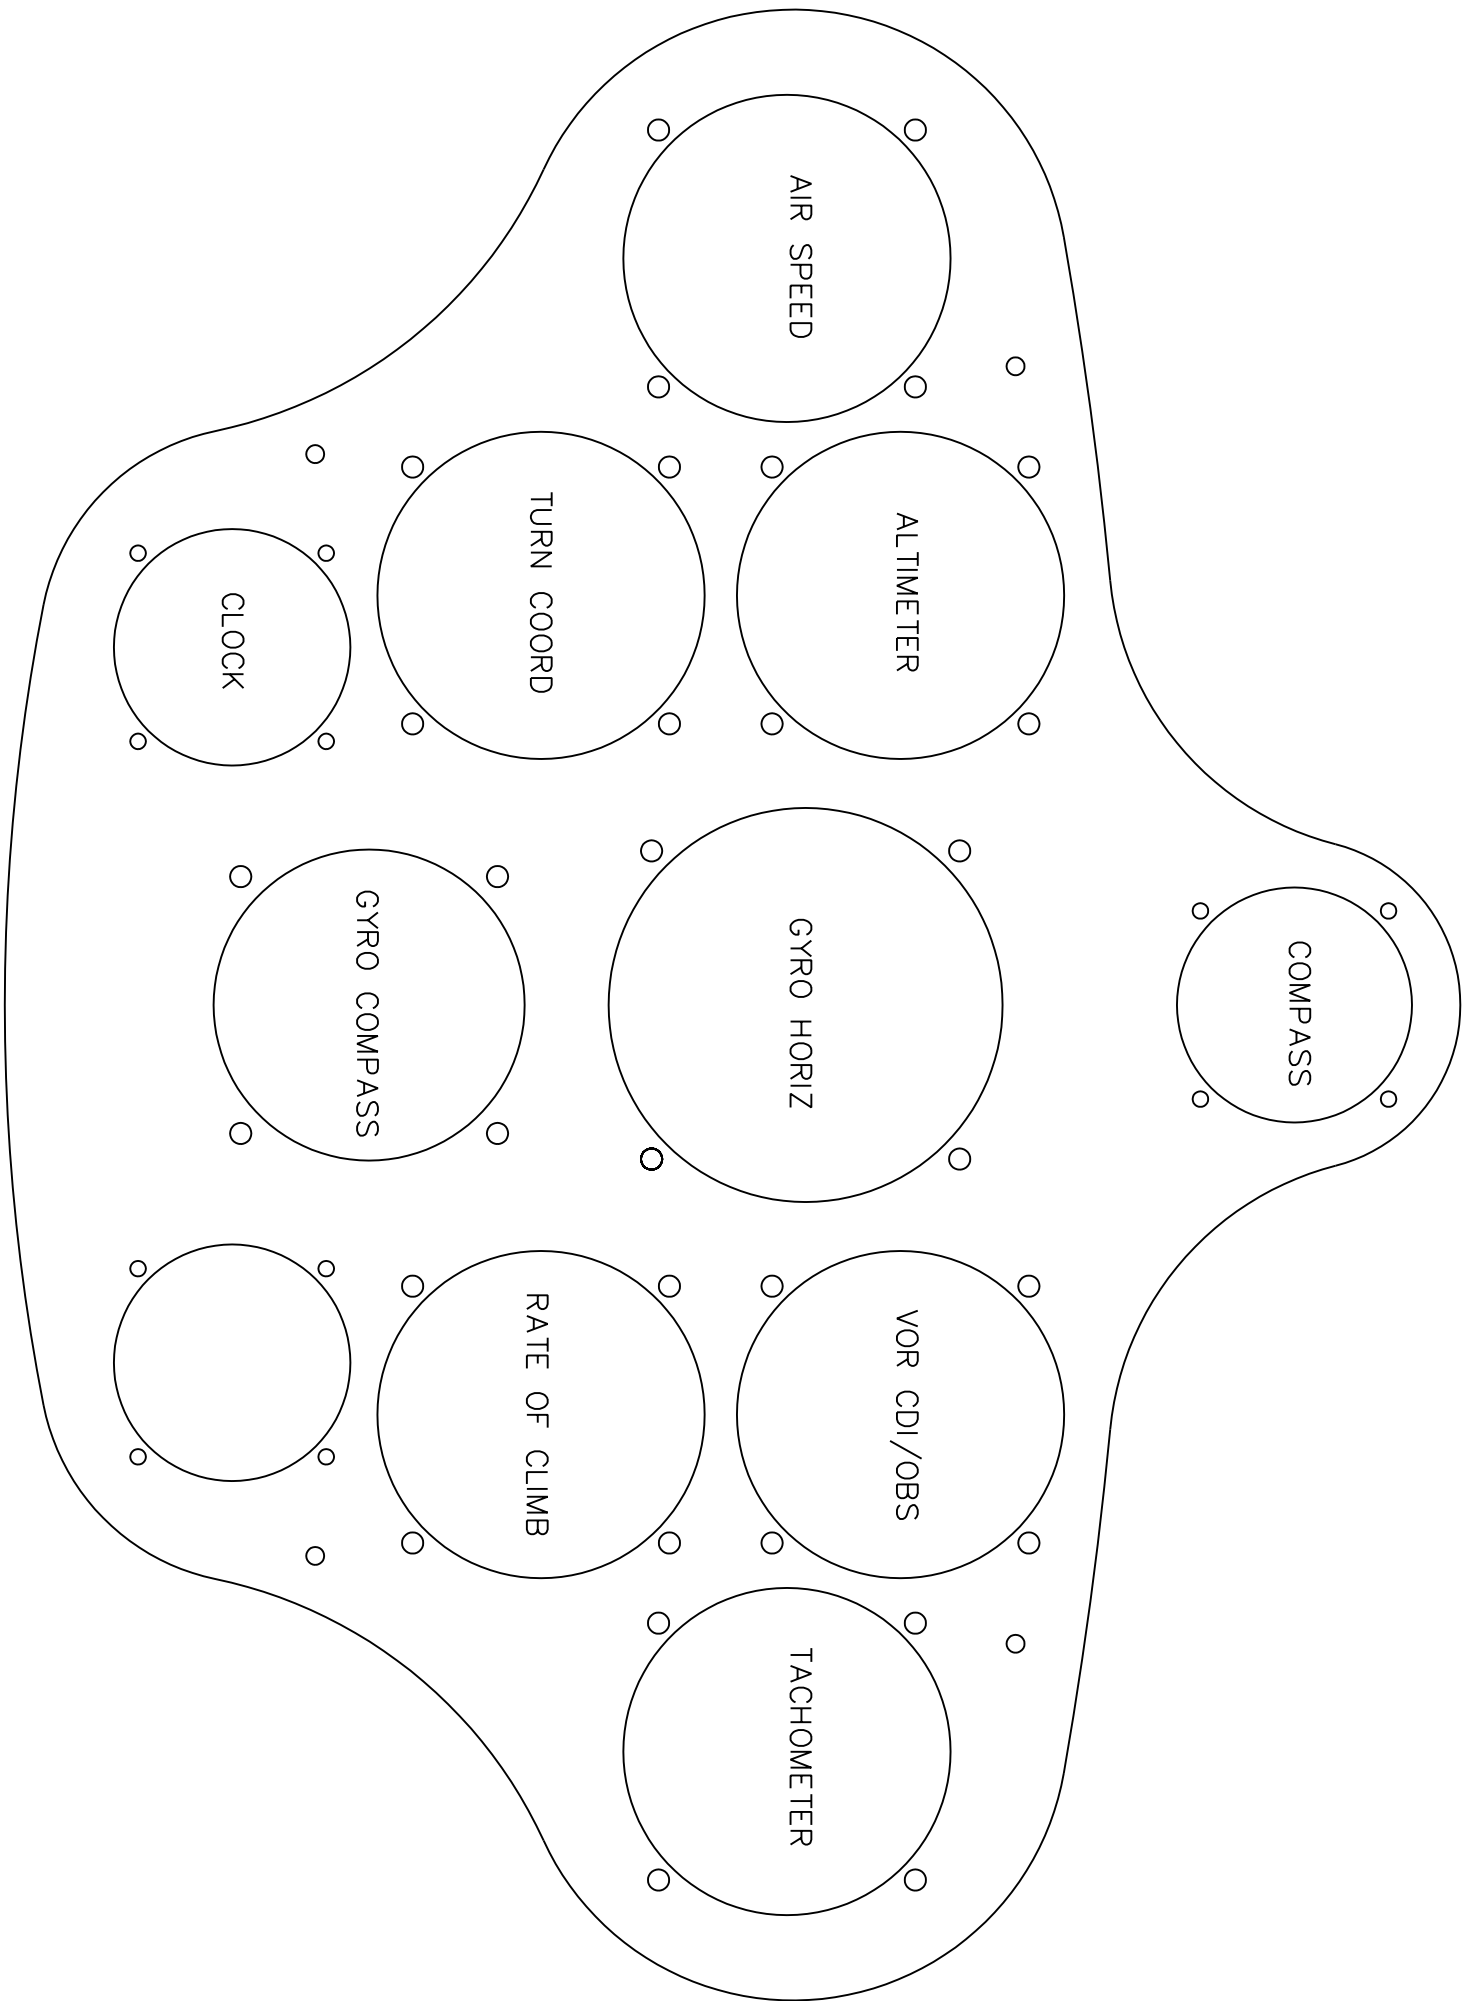 COMPASS
AIR SPEED
ALTIMETER
GYRO HORIZ
VOR CDI/OBS
TACHOMETER
TURN COORD
RATE OF CLIMB
CLOCK
GYRO COMPASS